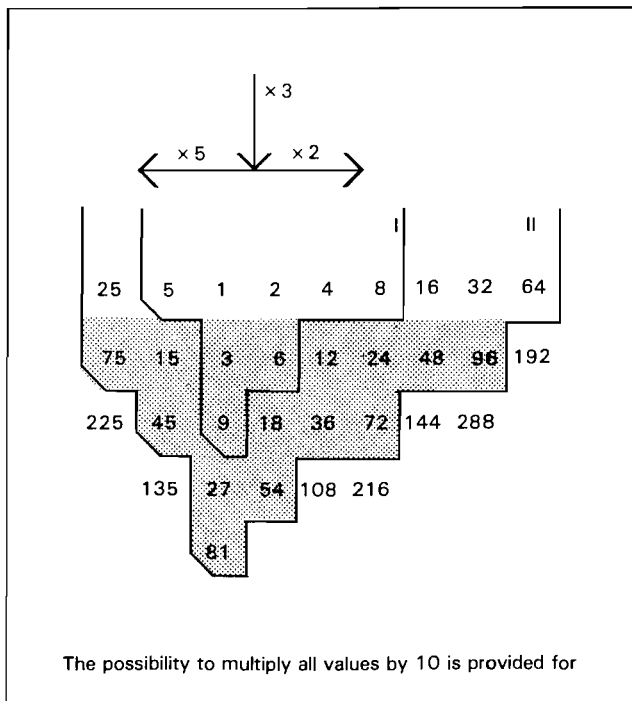 × 3
× 5 × 2
I II
25 5 1 2 4 8 16 32 64
75 15 3 6 12 24 48 96 192
225 45 9 18 36 72 144 288
135 27 54 108 216
81
The possibility to multiply all values by 10 is provided for